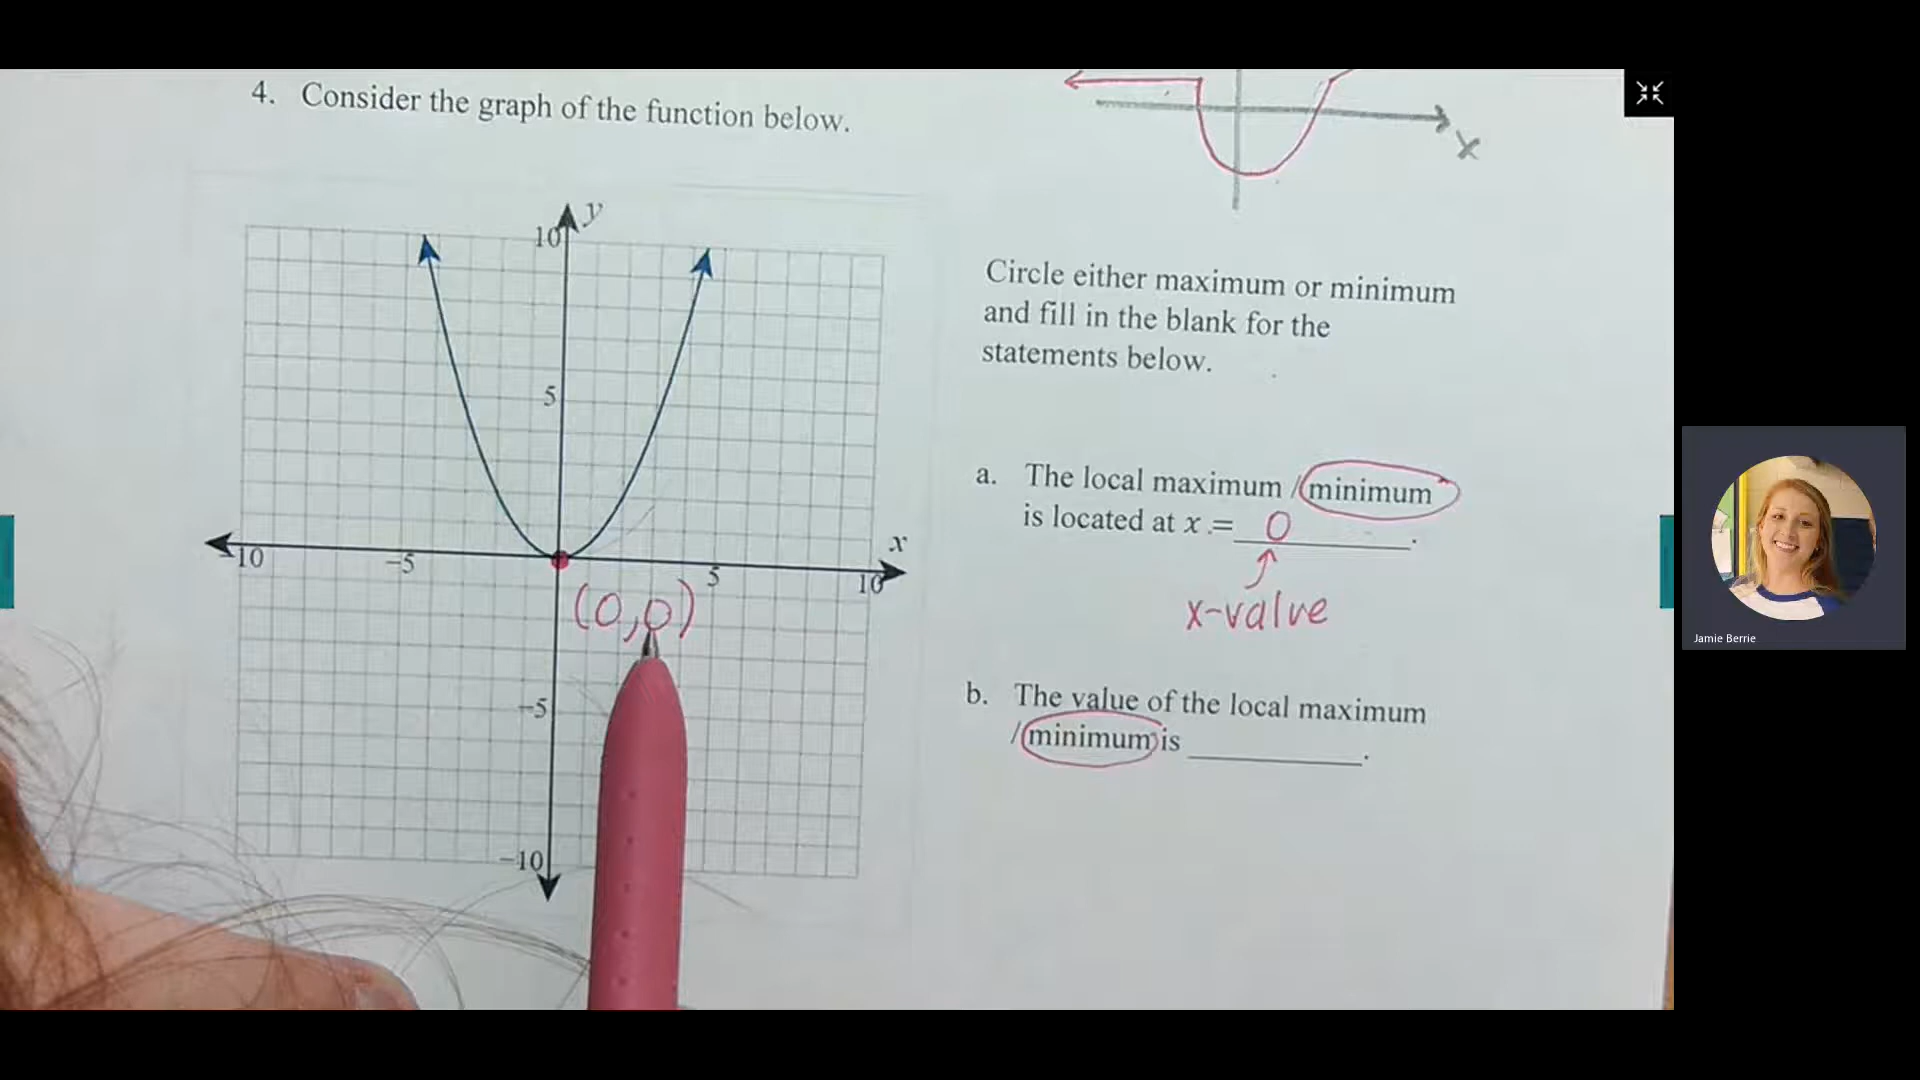 4. Consider the graph of the function below.
x
y
10
5
-10
-5
5
10
x
(0,0)
-5
-10
Circle either maximum or minimum
and fill in the blank for the
statements below.
a. The local maximum / minimum
is located at x = 0.
x-value
b. The value of the local maximum
/ minimum is ____________.
Jamie Berrie